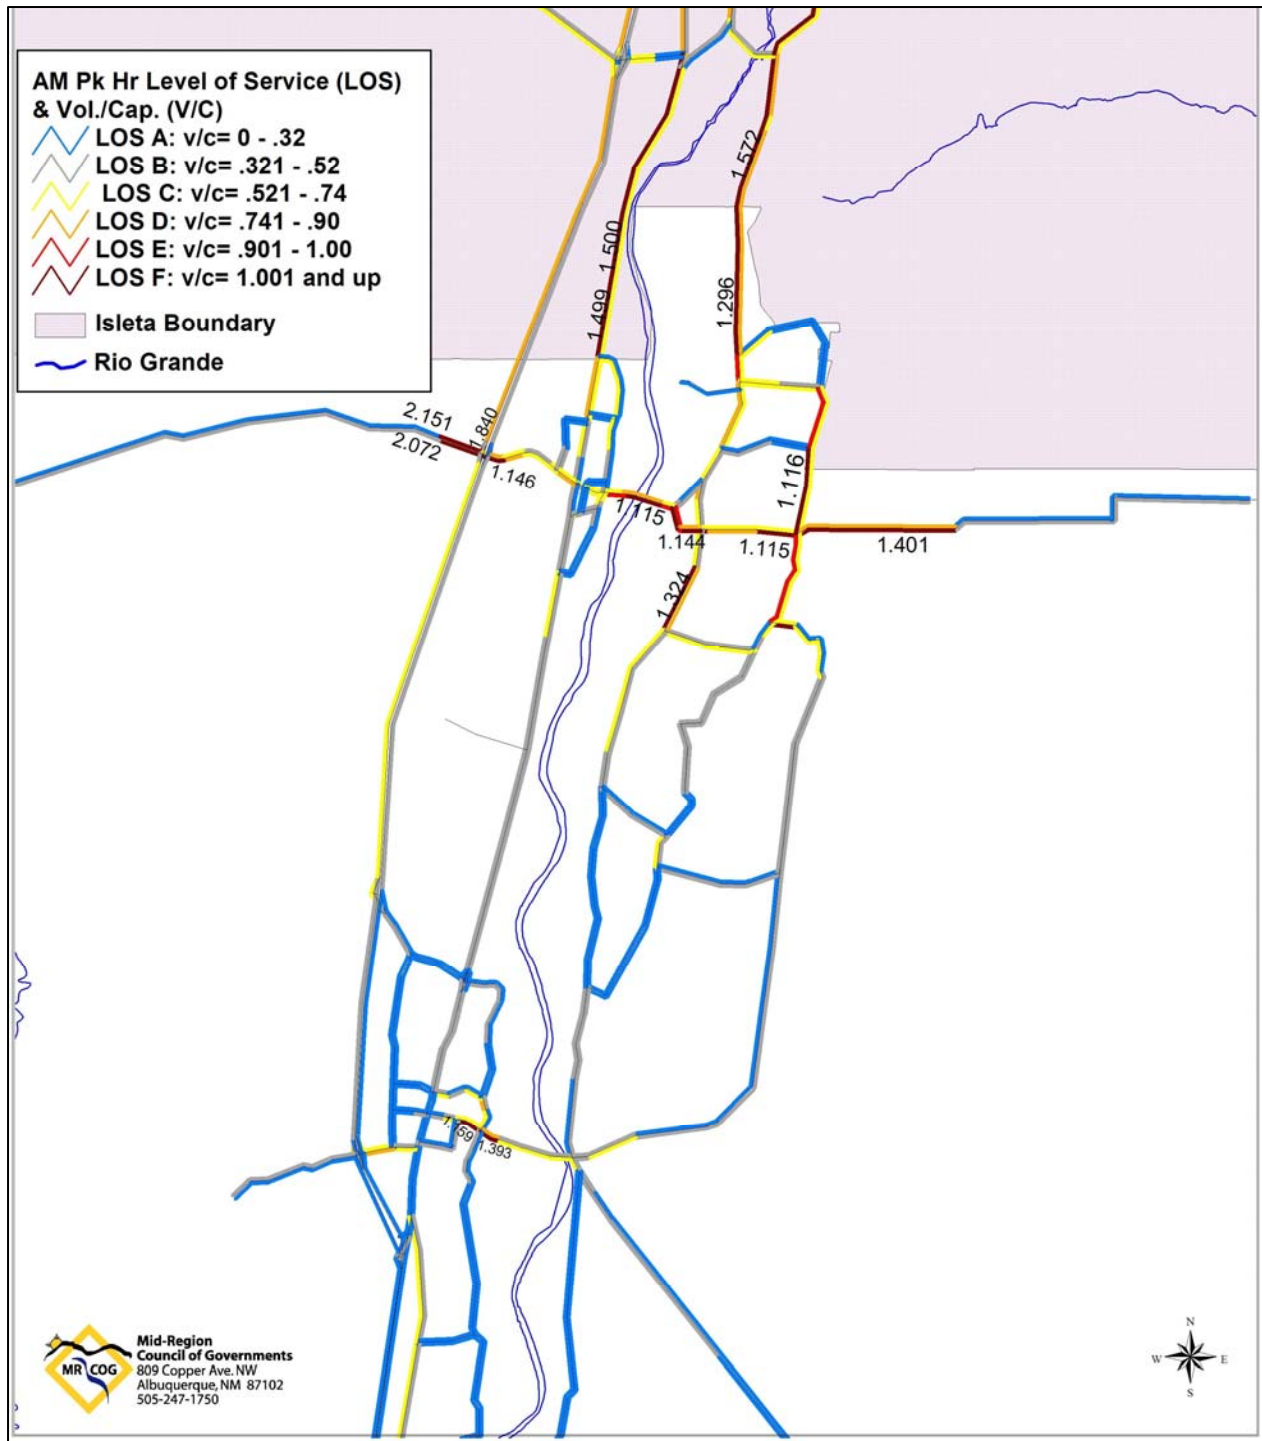 AM Pk Hr Level of Service (LOS)
& Vol./Cap. (V/C)
LOS A: v/c= 0 - .32
LOS B: v/c= .321 - .52
LOS C: v/c= .521 - .74
LOS D: v/c= .741 - .90
LOS E: v/c= .901 - 1.00
LOS F: v/c= 1.001 and up
Isleta Boundary
Rio Grande
1.572
1.500
1.296
1.499
2.151
1.840
2.072
1.146
1.116
1.115
1.144
1.115
1.401
1.324
1.159
1.393
MR COG
Mid-Region
Council of Governments
809 Copper Ave. NW
Albuquerque, NM 87102
505-247-1750
N
W E
S